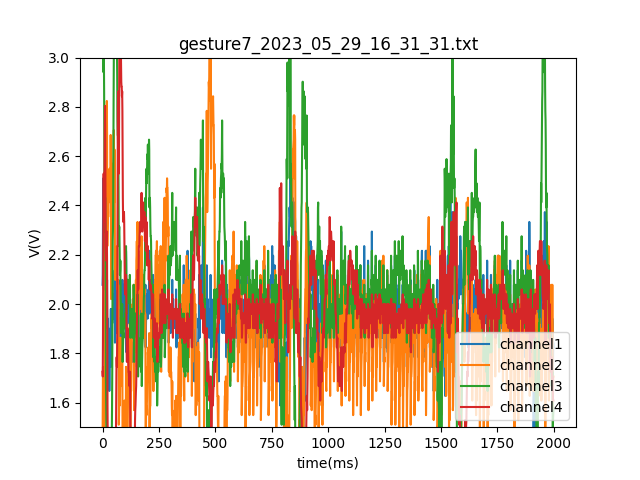 gesture7_2023_05_29_16_31_31.txt
3.0
2.8
2.6
2.4
2.2
2.0
1.8
1.6
V(V)
channel1
channel2
channel3
channel4
0 250 500 750 1000 1250 1500 1750 2000
time(ms)